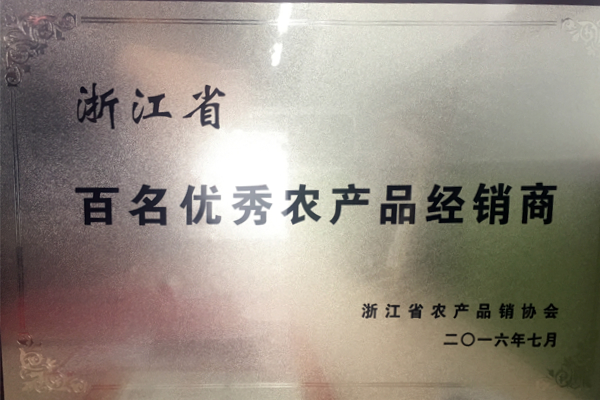 浙江省
百名优秀农产品经销商
浙江省农产品销协会
二〇一六年七月